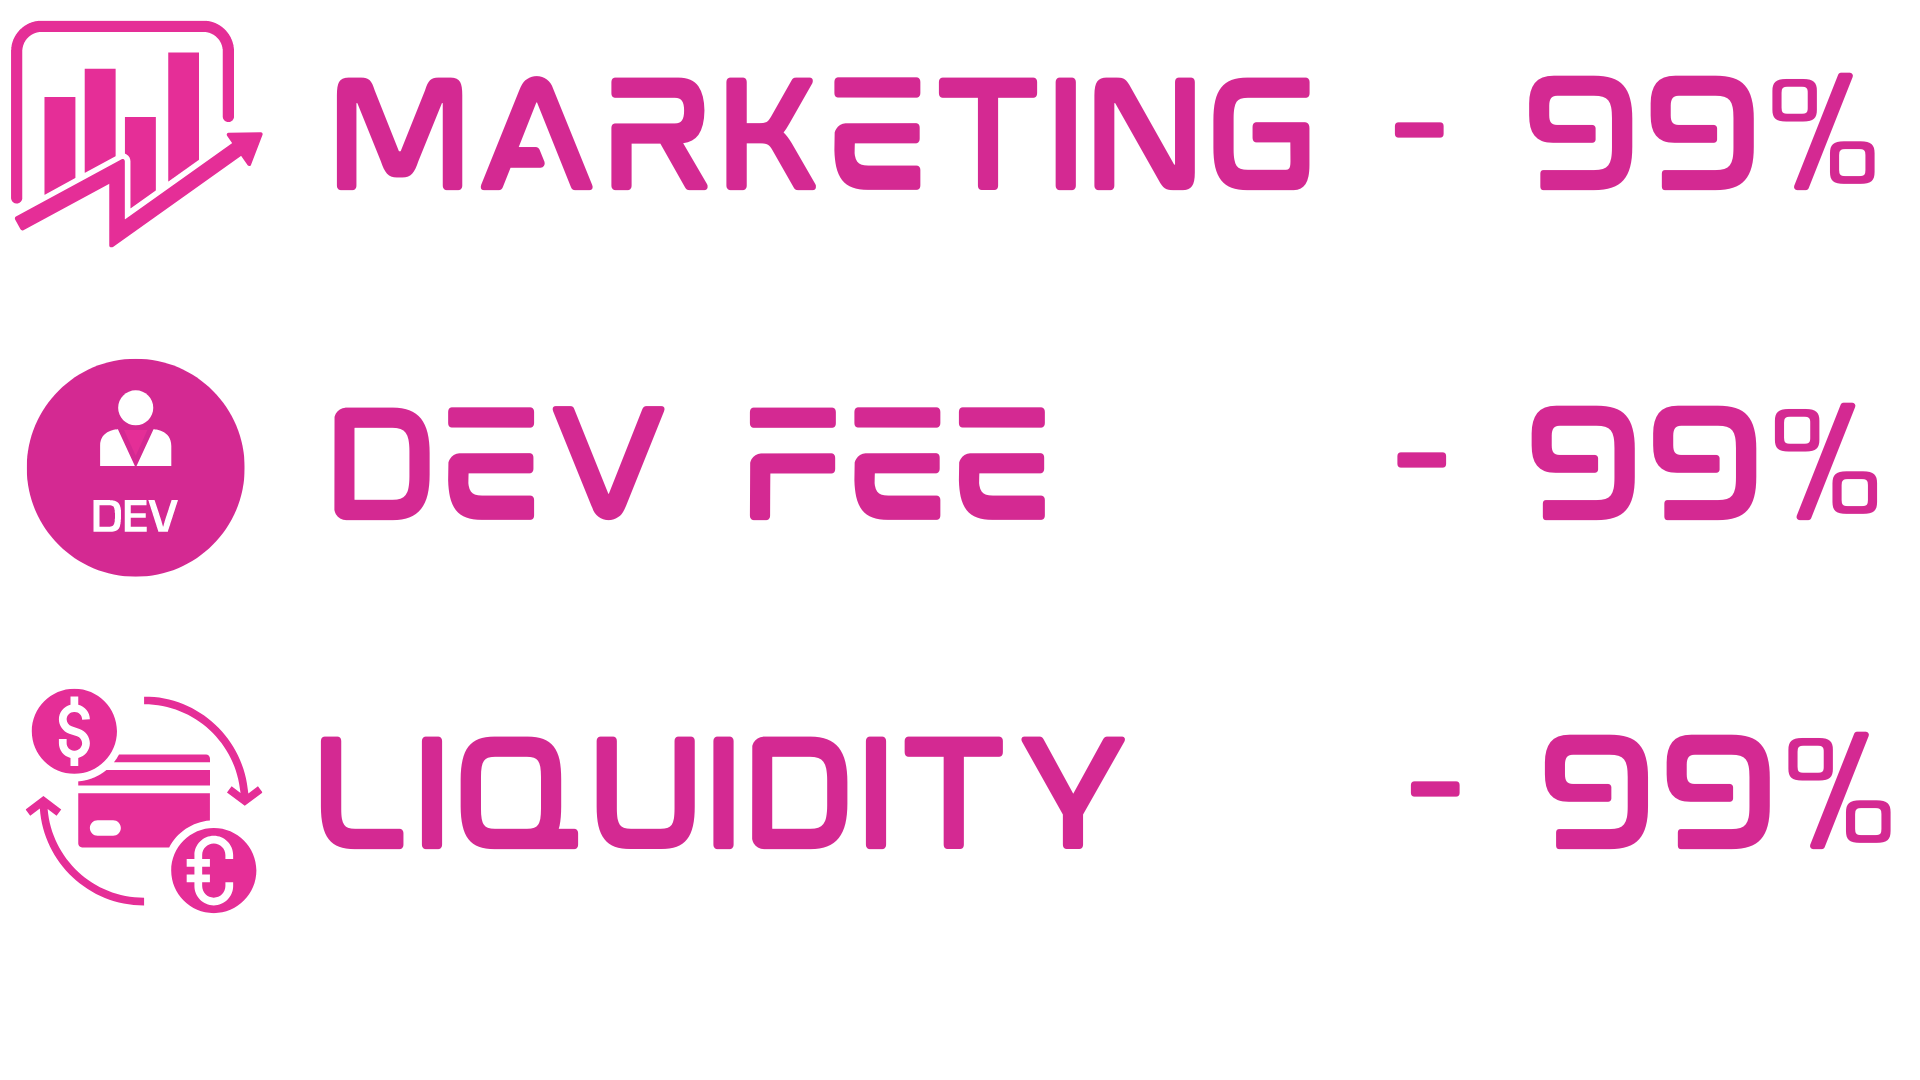 MARKETING - 99%
DEV
DEV FEE - 99%
$
LIQUIDITY - 99%
€